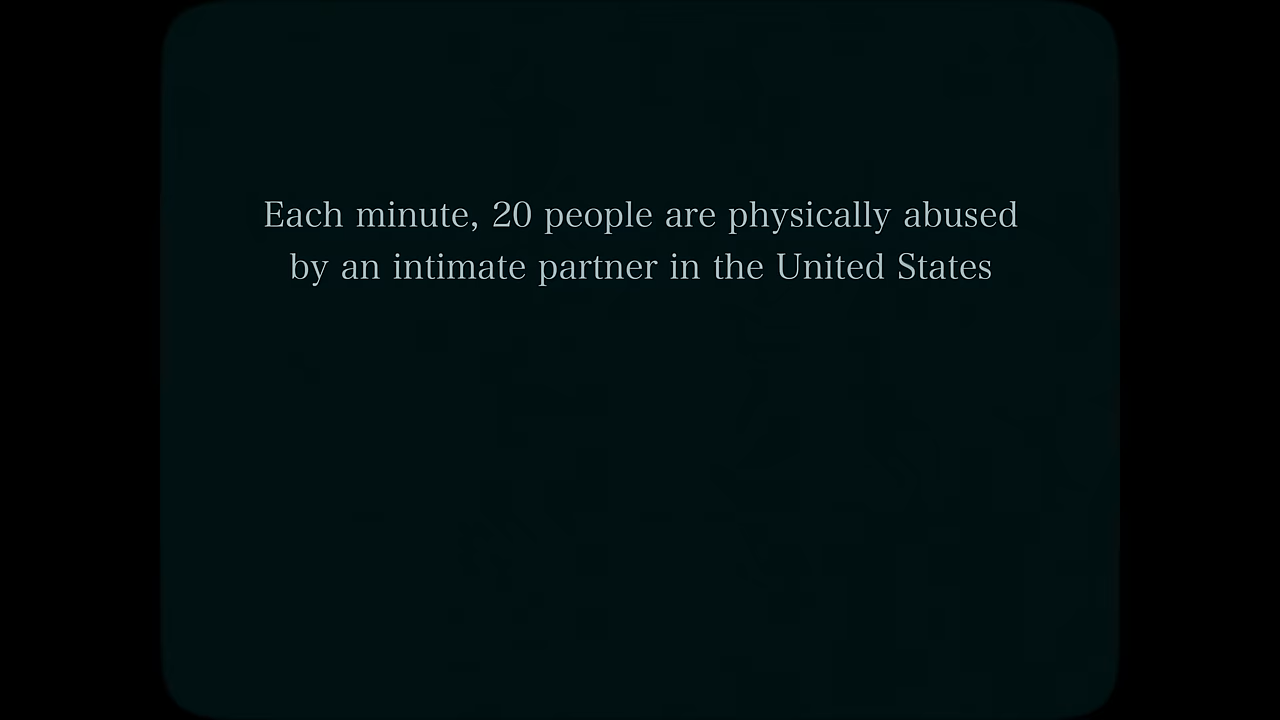 Each minute, 20 people are physically abused
by an intimate partner in the United States